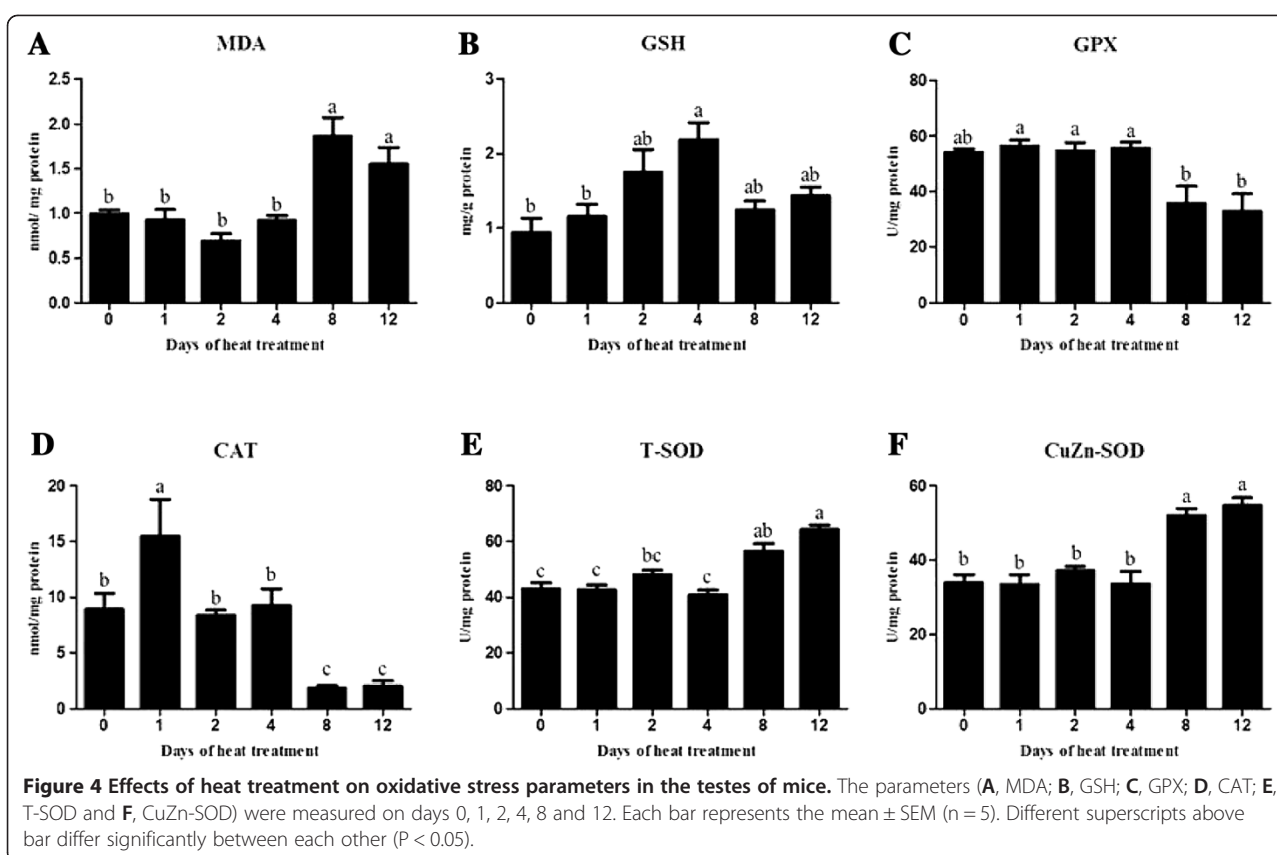 A MDA
nmol/ mg protein
2.5
2.0
1.5
1.0
0.5
0.0
b b b b a a
0 1 2 4 8 12
Days of heat treatment
B GSH
mg/g protein
3
2
1
0
b b ab a ab ab
0 1 2 4 8 12
Days of heat treatment
C GPX
U/mg protein
80
60
40
20
0
ab a a a b b
0 1 2 4 8 12
Days of heat treatment
D CAT
nmol/mg protein
20
15
10
5
0
b a b b c c
0 1 2 4 8 12
Days of heat treatment
E T-SOD
U/mg protein
80
60
40
20
0
c c bc c ab a
0 1 2 4 8 12
Days of heat treatment
F CuZn-SOD
U/mg protein
60
40
20
0
b b b b a a
0 1 2 4 8 12
Days of heat treatment
Figure 4 Effects of heat treatment on oxidative stress parameters in the testes of mice. The parameters (A, MDA; B, GSH; C, GPX; D, CAT; E,
T-SOD and F, CuZn-SOD) were measured on days 0, 1, 2, 4, 8 and 12. Each bar represents the mean ± SEM (n = 5). Different superscripts above
bar differ significantly between each other (P < 0.05).